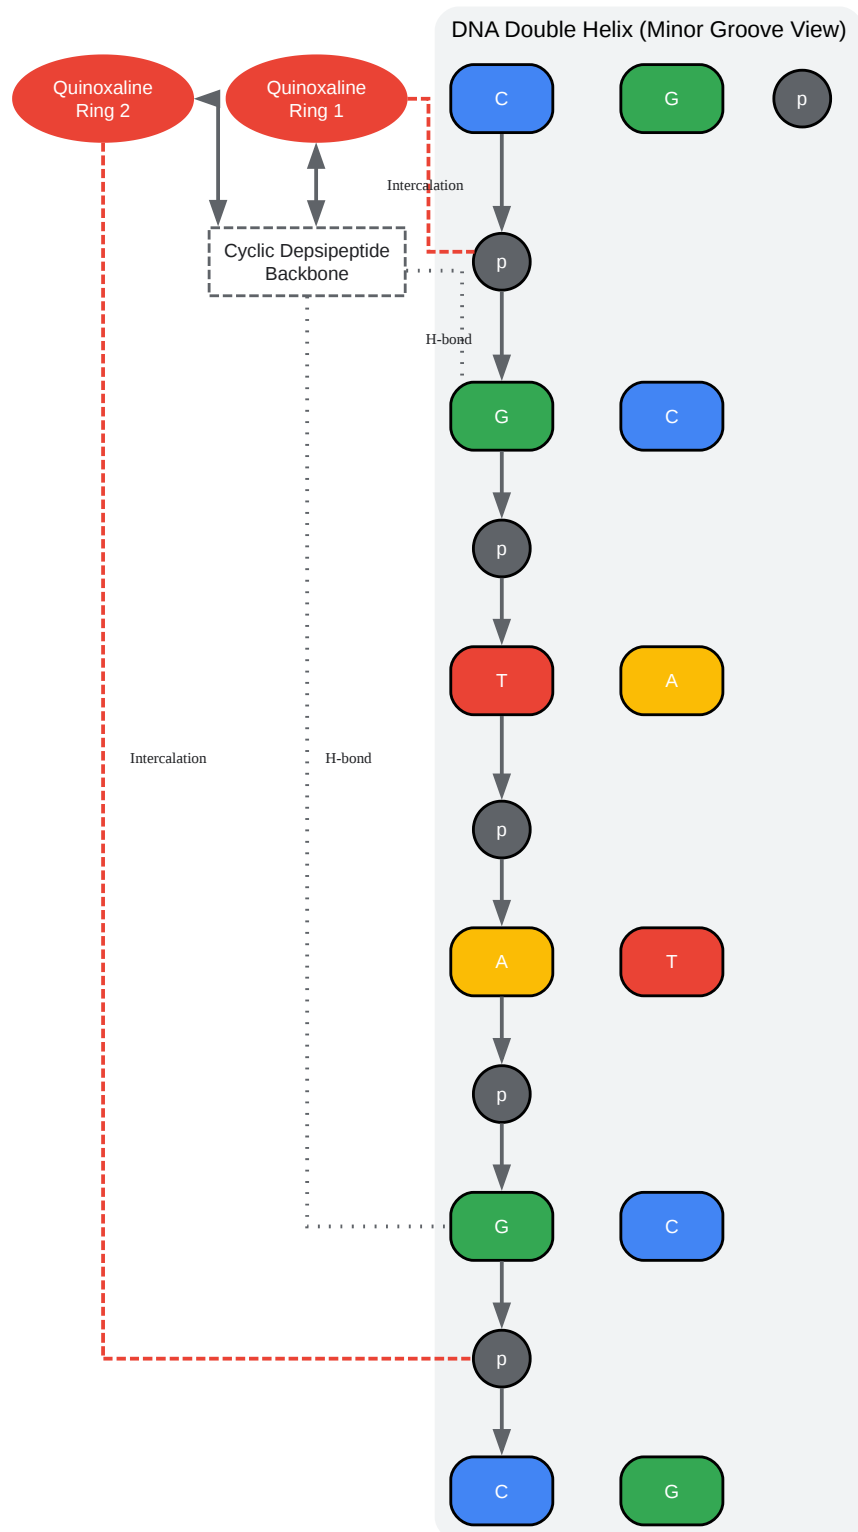 DNA Double Helix (Minor Groove View)
Quinoxaline
Ring 2
Quinoxaline
Ring 1
C
G
p
Intercalation
Cyclic Depsipeptide
Backbone
p
H-bond
G
C
p
T
A
Intercalation
H-bond
p
A
T
p
G
C
p
C
G